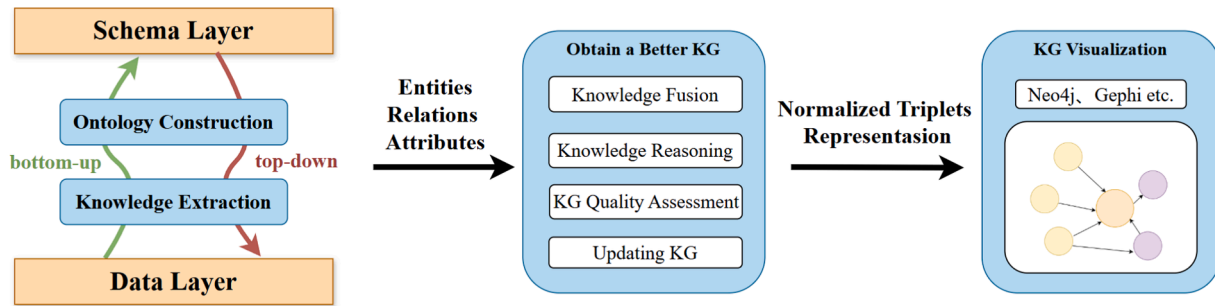 Schema Layer
Ontology Construction
bottom-up
top-down
Knowledge Extraction
Data Layer
Entities
Relations
Attributes
Obtain a Better KG
Knowledge Fusion
Knowledge Reasoning
KG Quality Assessment
Updating KG
Normalized Triplets
Representasion
KG Visualization
Neo4j、Gephi etc.